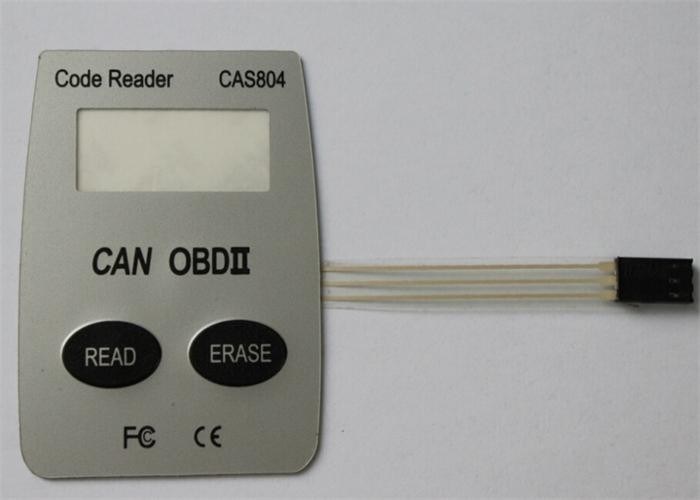 Code Reader CAS804
CAN OBDII
READ ERASE
FC CE